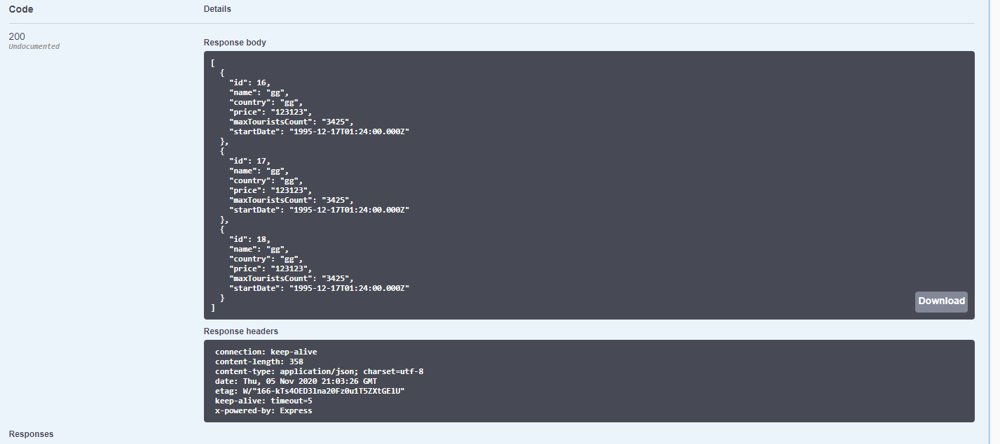 Code Details
200
Undocumented
Response body
[
  {
    "id": 16,
    "name": "gg",
    "country": "gg",
    "price": "123123",
    "maxTouristsCount": "3425",
    "startDate": "1995-12-17T01:24:00.000Z"
  },
  {
    "id": 17,
    "name": "gg",
    "country": "gg",
    "price": "123123",
    "maxTouristsCount": "3425",
    "startDate": "1995-12-17T01:24:00.000Z"
  },
  {
    "id": 18,
    "name": "gg",
    "country": "gg",
    "price": "123123",
    "maxTouristsCount": "3425",
    "startDate": "1995-12-17T01:24:00.000Z"
  }
]
Download
Response headers
connection: keep-alive
content-length: 358
content-type: application/json; charset=utf-8
date: Thu, 05 Nov 2020 21:03:26 GMT
etag: W/"166-kTs4OED3lna20Fz0u1T5ZXtGElU"
keep-alive: timeout=5
x-powered-by: Express
Responses